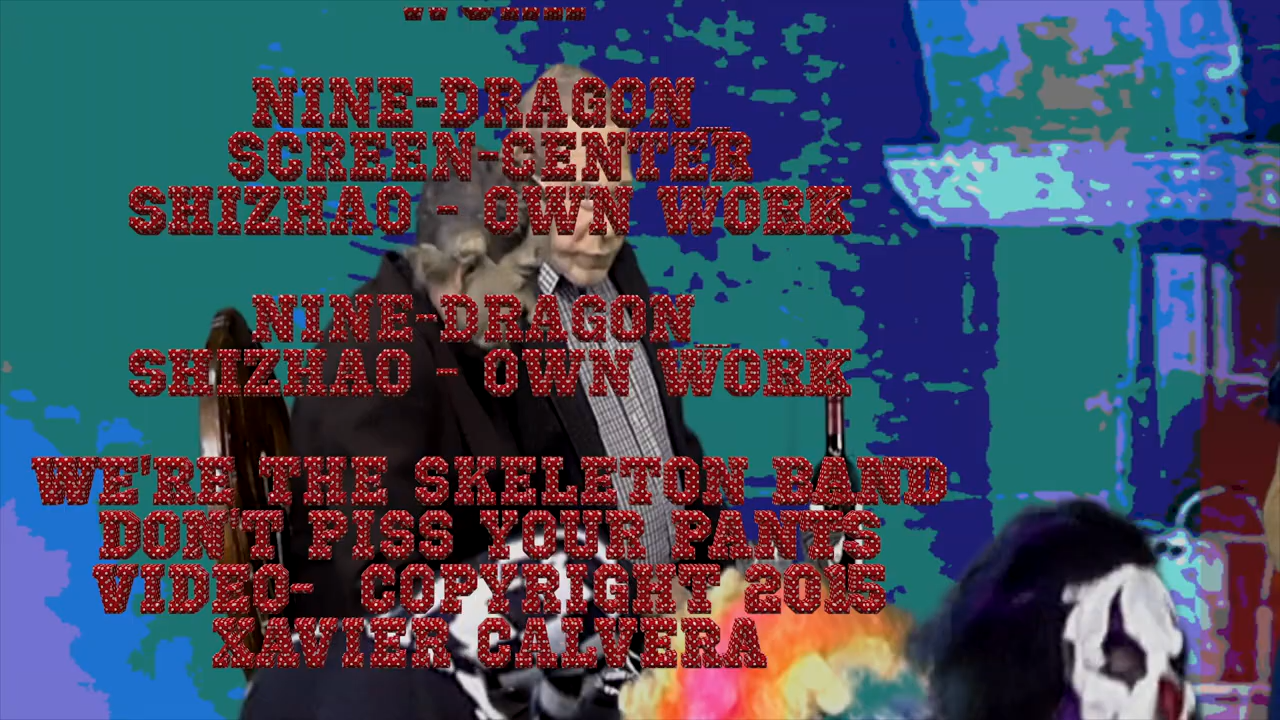 NINE-DRAGON
SCREEN-CENTER
SHIZHAO - OWN WORK
NINE-DRAGON
SHIZHAO - OWN WORK
WE'RE THE SKELETON BAND
DON'T PISS YOUR PANTS
VIDEO- COPYRIGHT 2015
XAVIER CALVERA